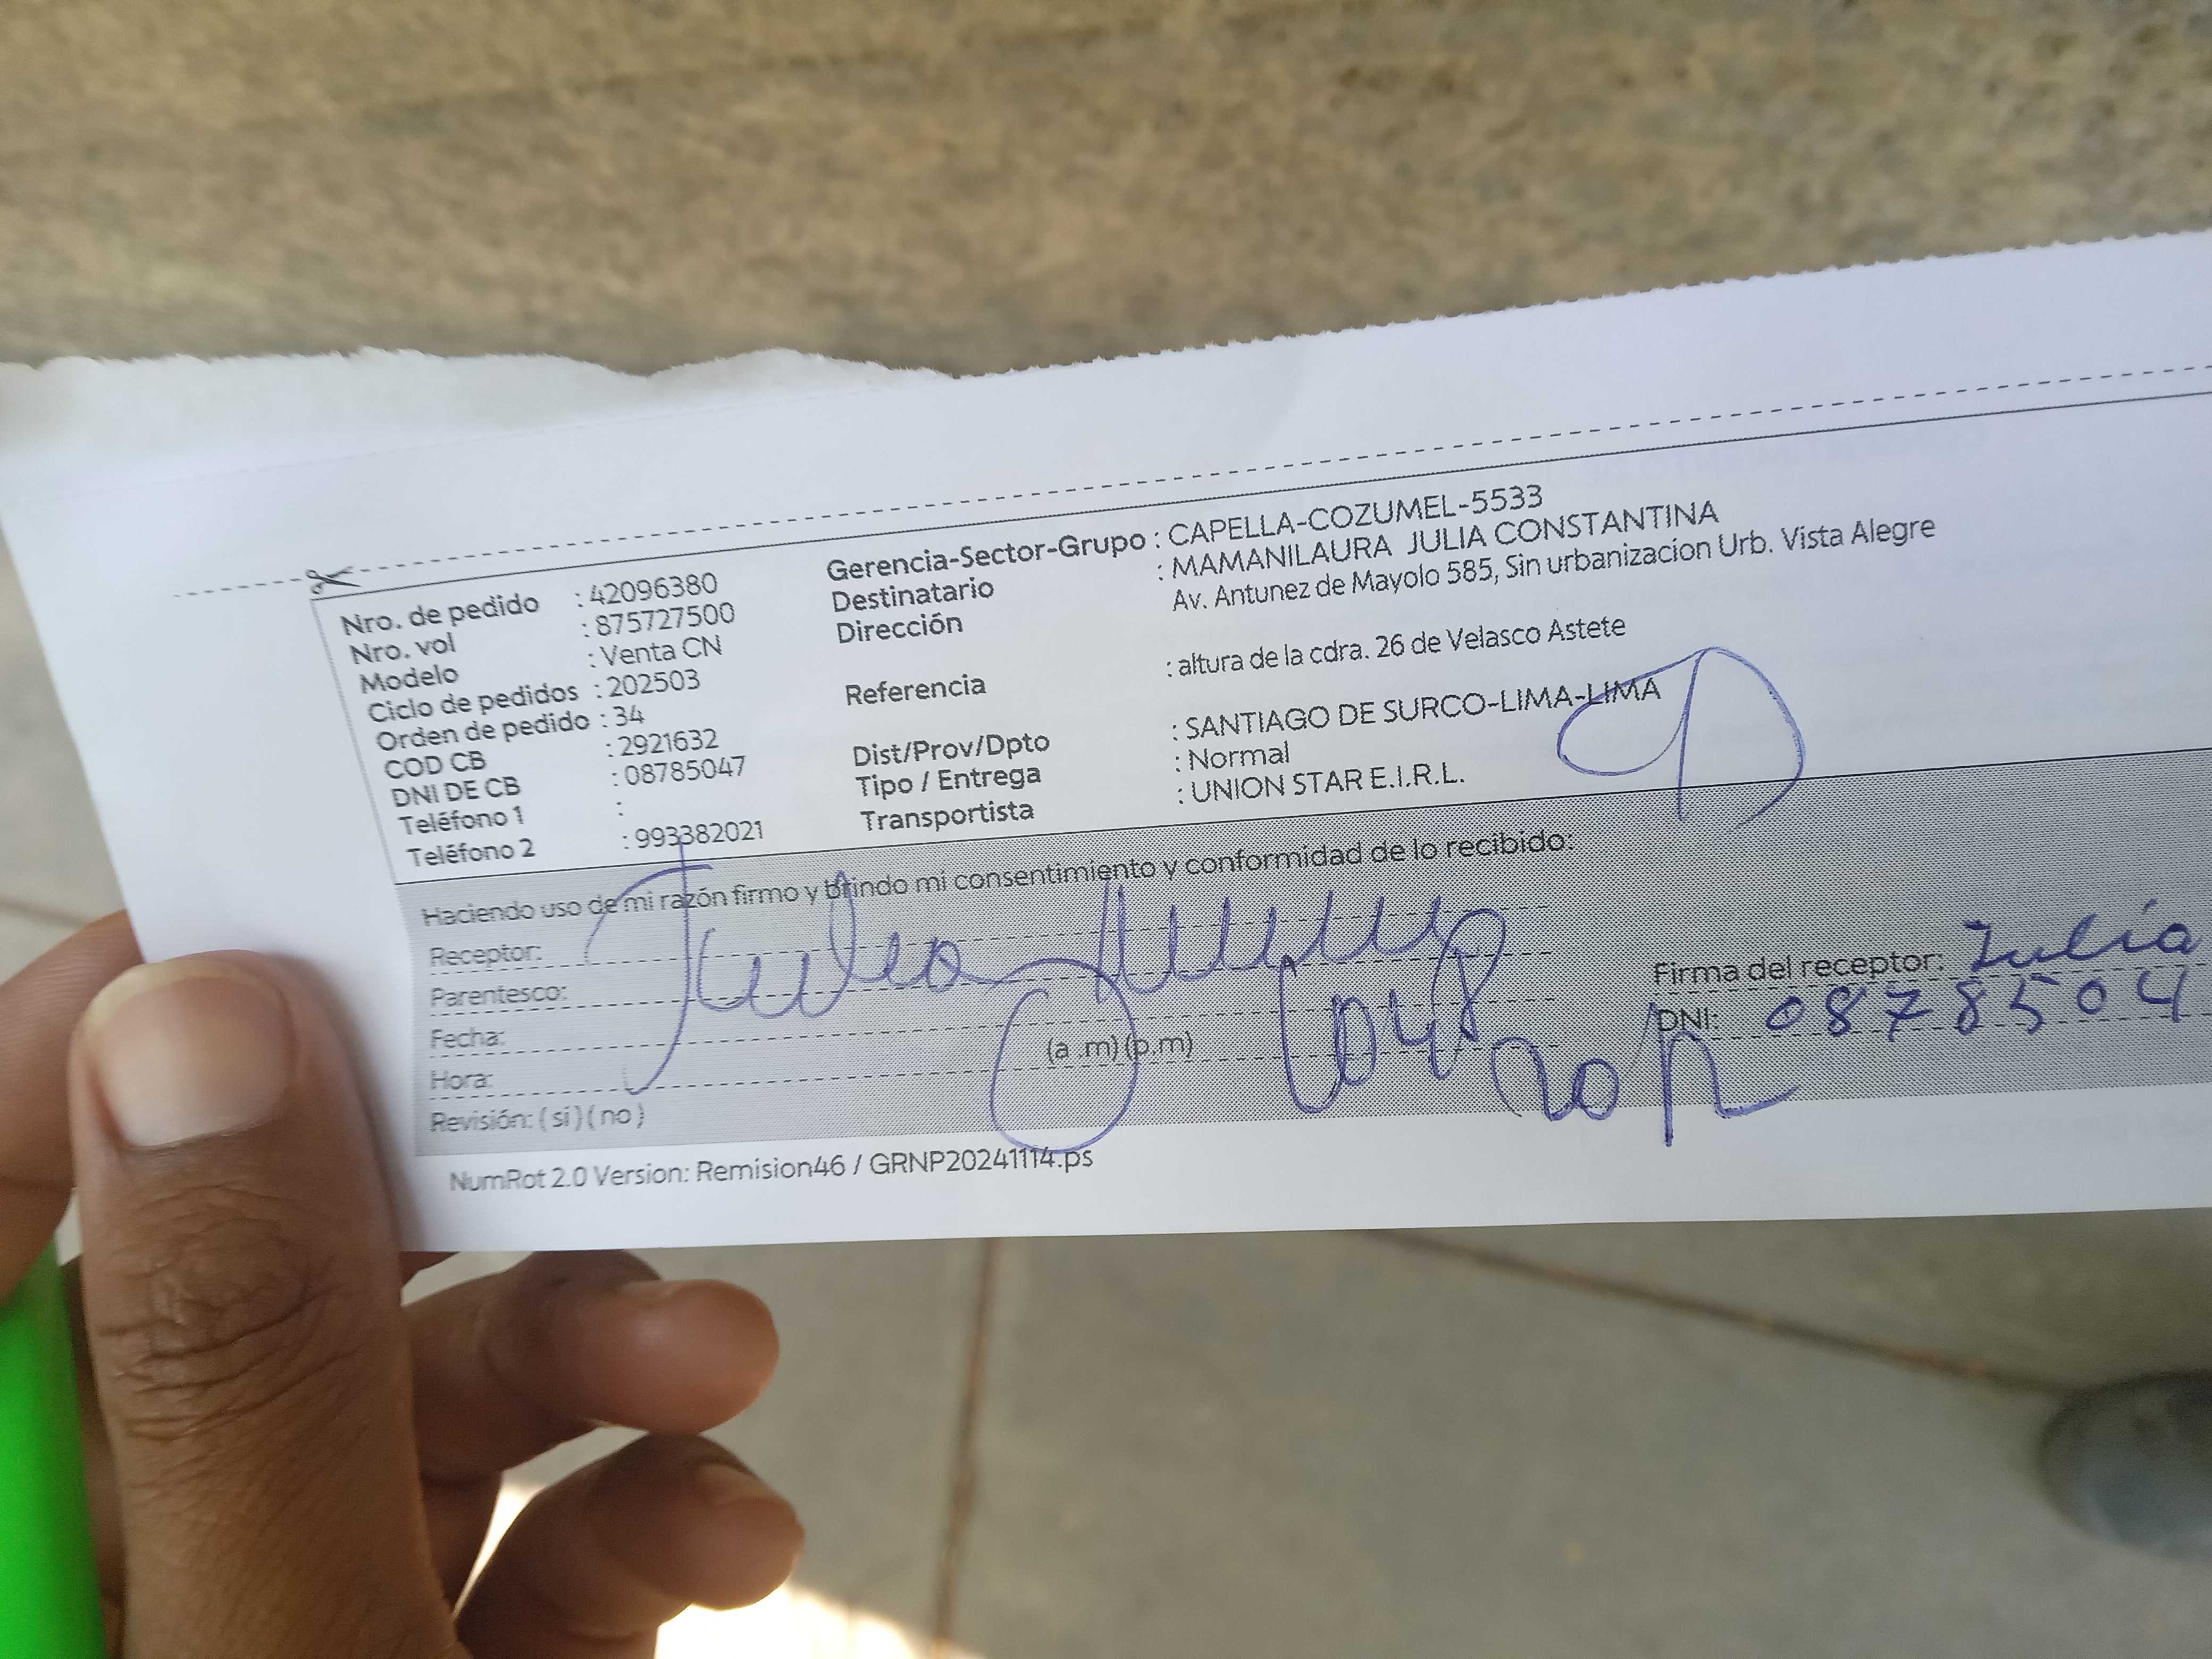 Nro. de pedido : 42096380
Nro. vol : 875727500
Modelo : Venta CN
Ciclo de pedidos : 202503
Orden de pedido : 34
COD CB : 2921632
DNI DE CB : 08785047
Teléfono 1 :
Teléfono 2 : 993382021
Gerencia-Sector-Grupo : CAPELLA-COZUMEL-5533
Destinatario : MAMANILAURA JULIA CONSTANTINA
Dirección Av. Antunez de Mayolo 585, Sin urbanizacion Urb. Vista Alegre
Referencia : altura de la cdra. 26 de Velasco Astete
Dist/Prov/Dpto : SANTIAGO DE SURCO-LIMA-LIMA
Tipo / Entrega : Normal
Transportista : UNION STAR E.I.R.L.
Haciendo uso de mi razón firmo y brindo mi consentimiento y conformidad de lo recibido:
Receptor:
Parentesco:
Fecha:
Hora: (a .m) (p.m)
Revisión: ( si ) ( no )
Firma del receptor: Julia
DNI: 0878504
NumRot 2.0 Version: Remision46 / GRNP20241114.ps